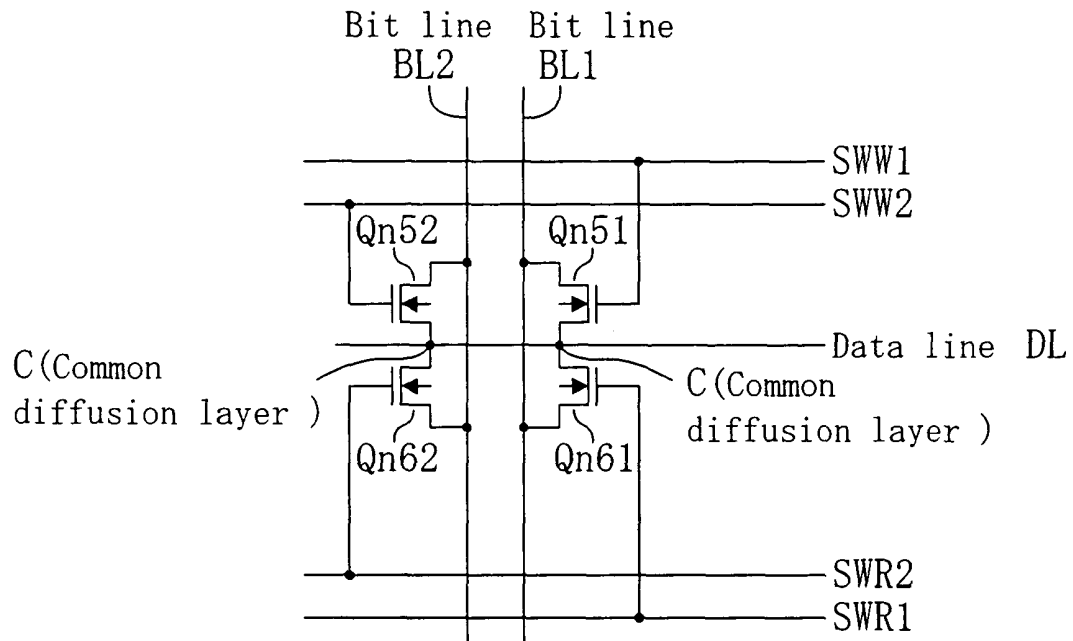 Bit line
BL2
Bit line
BL1
SWW1
SWW2
Qn52
Qn51
Data line DL
C(Common
diffusion layer )
C(Common
diffusion layer )
Qn62
Qn61
SWR2
SWR1